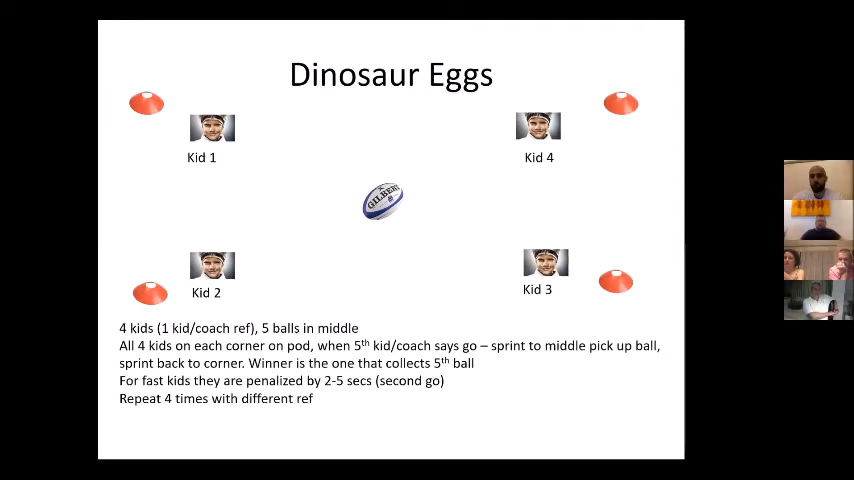 Dinosaur Eggs
Kid 1
Kid 4
GILBERT
Kid 2
Kid 3
4 kids (1 kid/coach ref), 5 balls in middle
All 4 kids on each corner on pod, when 5th kid/coach says go – sprint to middle pick up ball,
sprint back to corner. Winner is the one that collects 5th ball
For fast kids they are penalized by 2-5 secs (second go)
Repeat 4 times with different ref